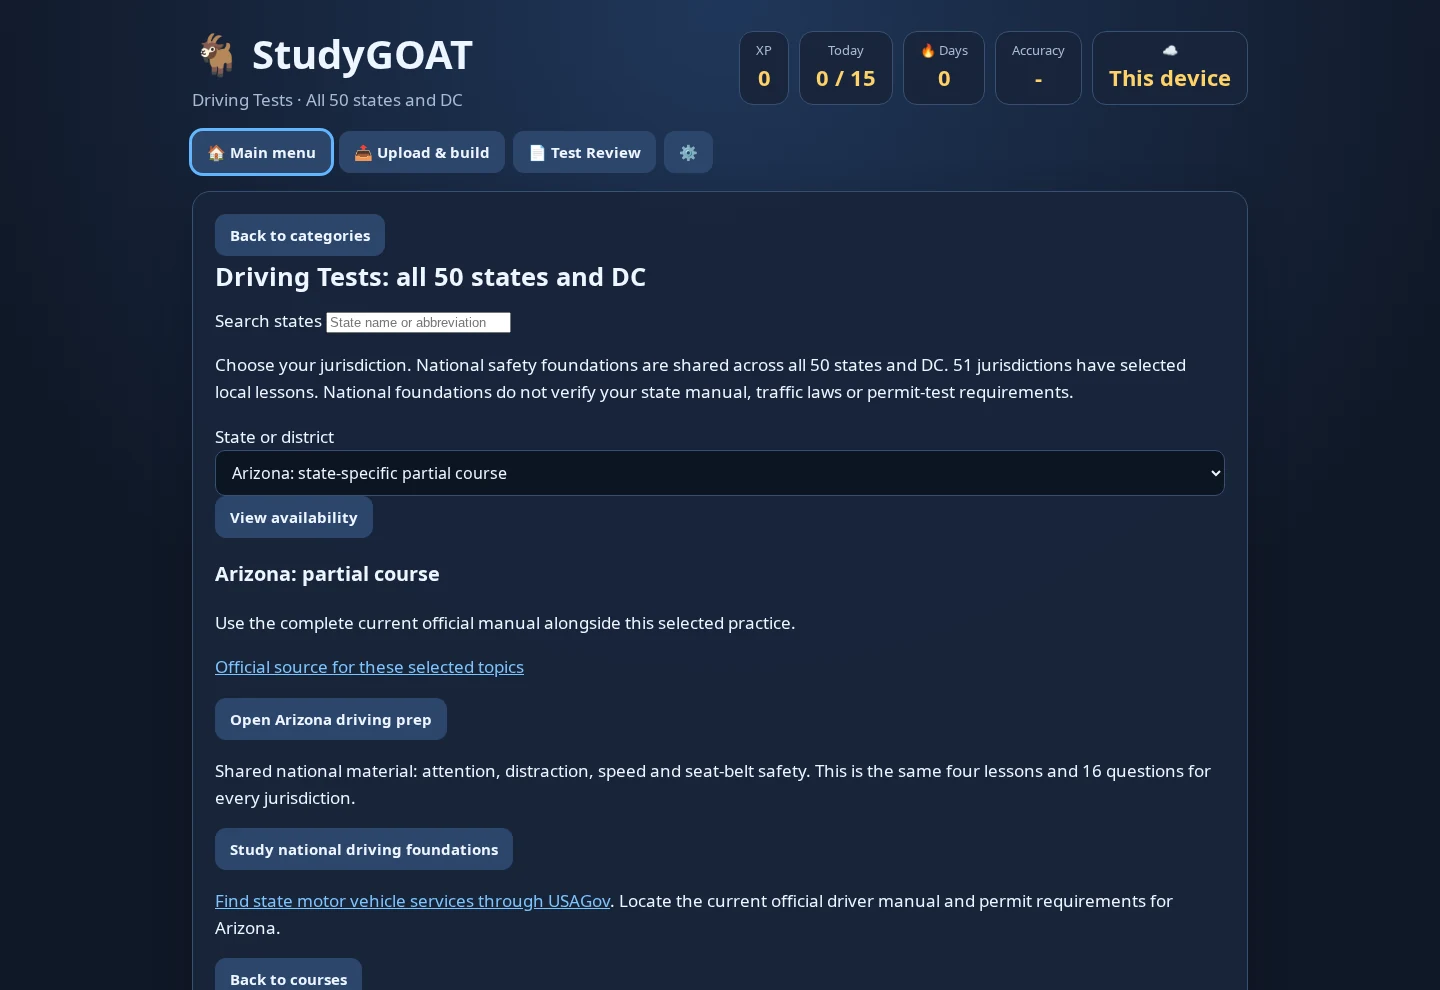 StudyGOAT
Driving Tests · All 50 states and DC
XP
0
Today
0 / 15
🔥 Days
0
Accuracy
-
☁️
This device
🏠 Main menu
📤 Upload & build
📄 Test Review
⚙️
Back to categories
Driving Tests: all 50 states and DC
Search states State name or abbreviation
Choose your jurisdiction. National safety foundations are shared across all 50 states and DC. 51 jurisdictions have selected
local lessons. National foundations do not verify your state manual, traffic laws or permit-test requirements.
State or district
Arizona: state-specific partial course
View availability
Arizona: partial course
Use the complete current official manual alongside this selected practice.
Official source for these selected topics
Open Arizona driving prep
Shared national material: attention, distraction, speed and seat-belt safety. This is the same four lessons and 16 questions for
every jurisdiction.
Study national driving foundations
Find state motor vehicle services through USAGov. Locate the current official driver manual and permit requirements for
Arizona.
Back to courses